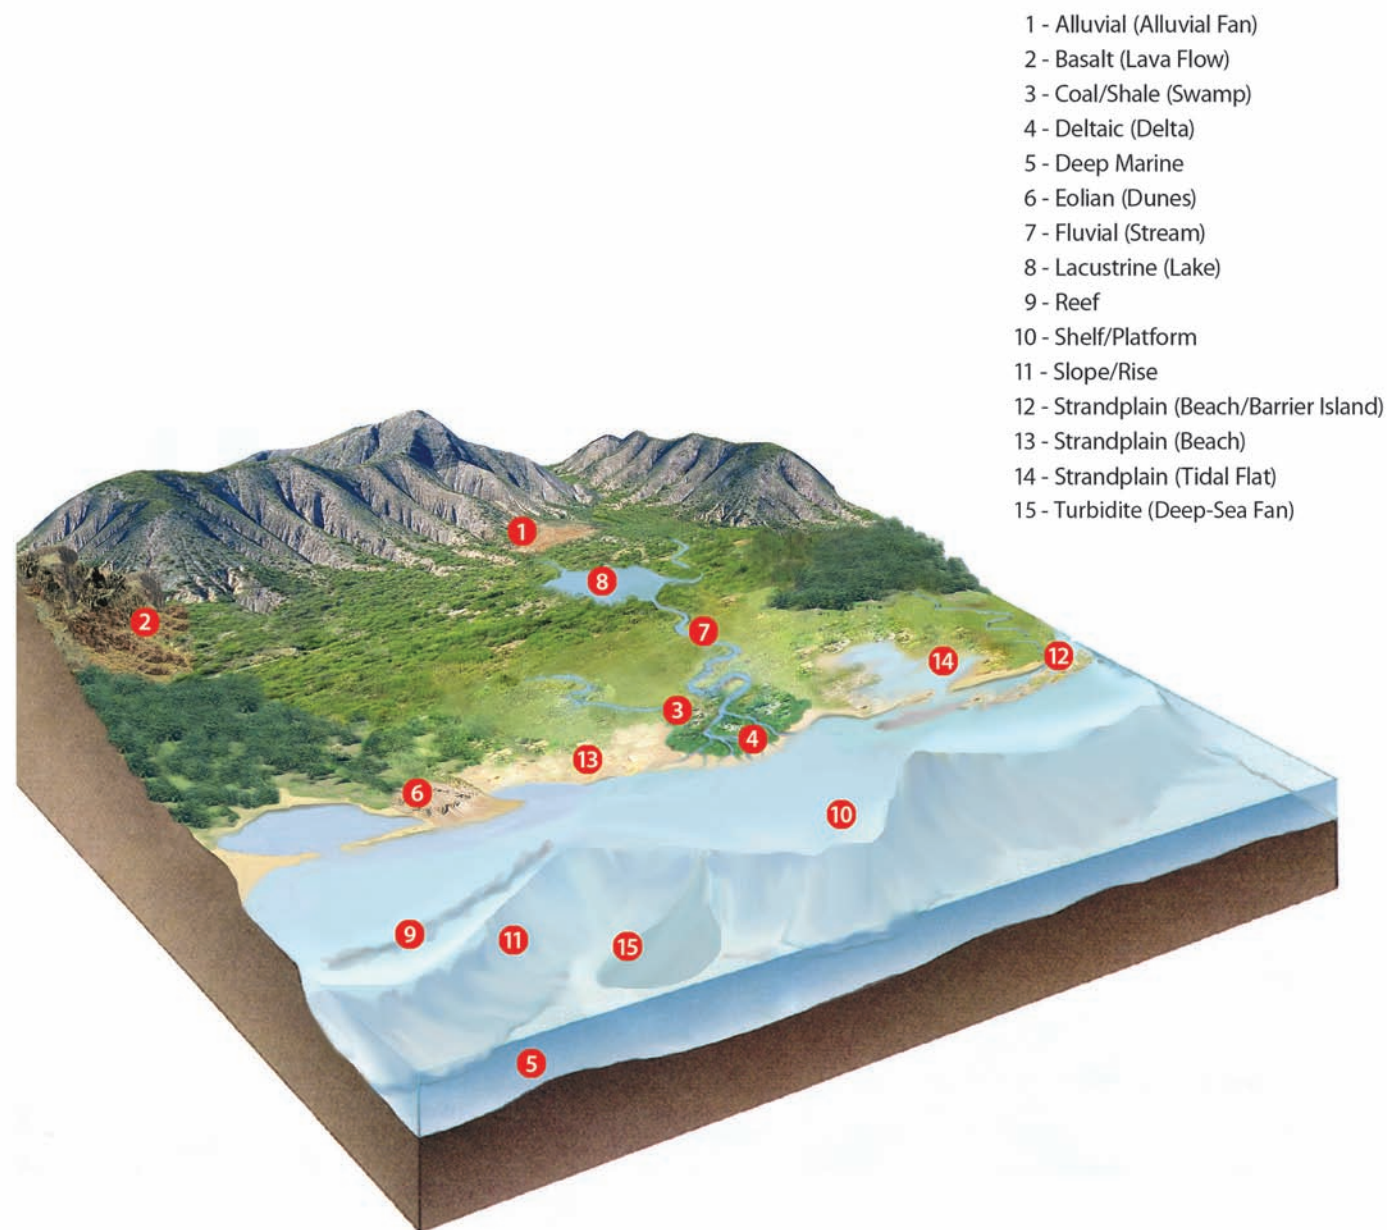 1 - Alluvial (Alluvial Fan)
2 - Basalt (Lava Flow)
3 - Coal/Shale (Swamp)
4 - Deltaic (Delta)
5 - Deep Marine
6 - Eolian (Dunes)
7 - Fluvial (Stream)
8 - Lacustrine (Lake)
9 - Reef
10 - Shelf/Platform
11 - Slope/Rise
12 - Strandplain (Beach/Barrier Island)
13 - Strandplain (Beach)
14 - Strandplain (Tidal Flat)
15 - Turbidite (Deep-Sea Fan)
1
8
2
7
12
14
3
4
13
6
10
9
11
15
5